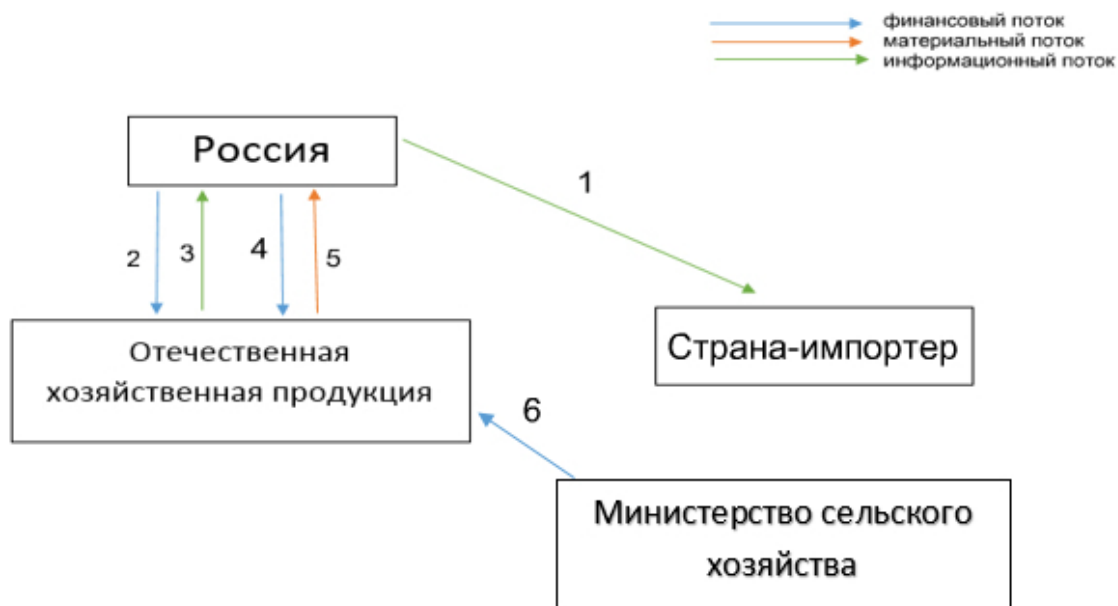 финансовый поток
материальный поток
информационный поток
Россия
1
2
3
4
5
Отечественная
хозяйственная продукция
Страна-импортер
6
Министерство сельского
хозяйства